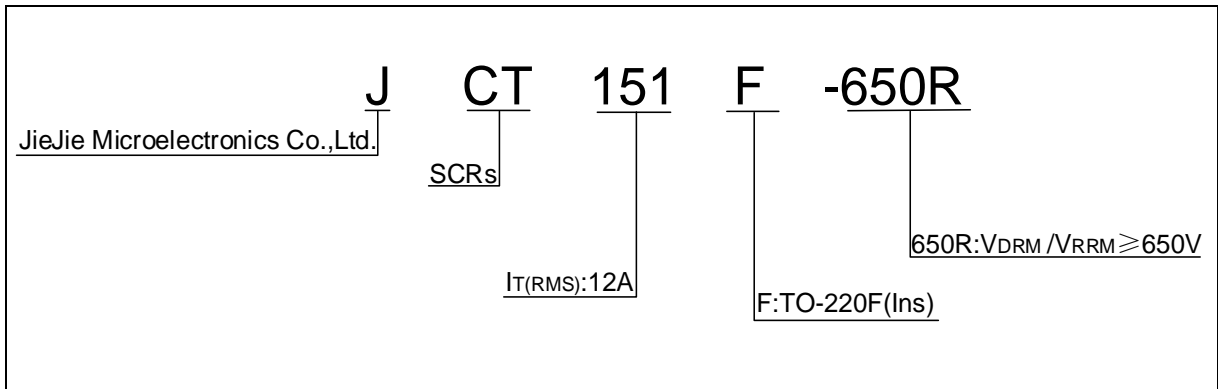 J CT 151 F -650R
JieJie Microelectronics Co.,Ltd.
SCRs
650R:VDRM /VRRM≥650V
IT(RMS):12A
F:TO-220F(Ins)